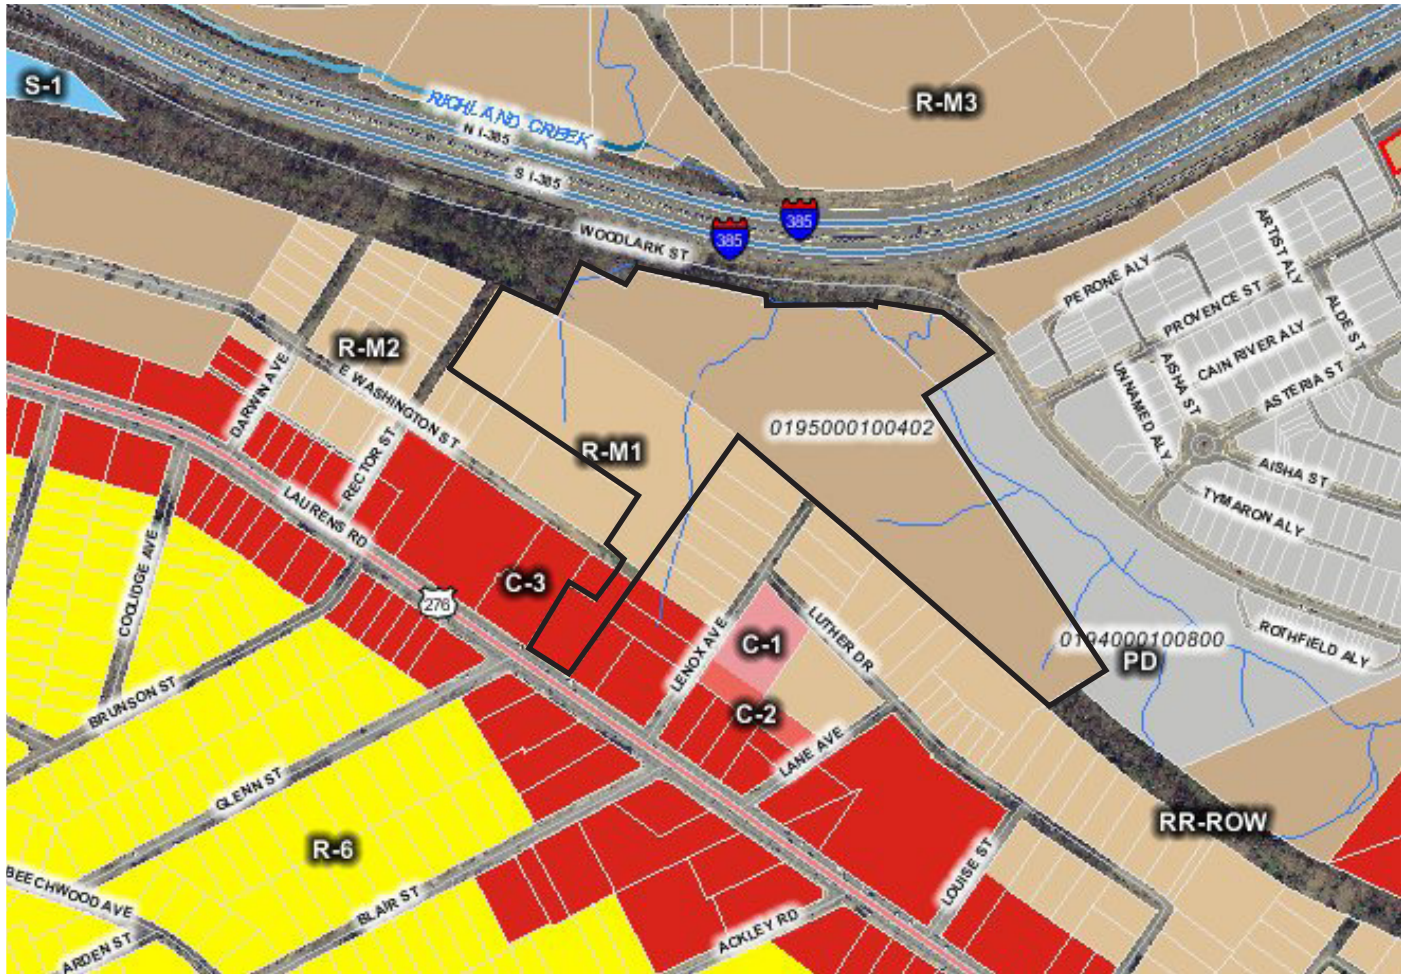 S-1
R-M3
RICHLAND CREEK
N I-385
S I-385
385
385
WOODLARK ST
PERONE ALY
ARTIST ALY
PROVENCE ST
ALDE ST
CAIN RIVER ALY
AISHA ST
UNNAMED ALY
ASTERIA ST
AISHA ST
TYMARON ALY
ROTHFIELD ALY
R-M2
DARWIN AVE
E WASHINGTON ST
RECTOR ST
R-M1
0195000100402
LAURENS RD
COOLIDGE AVE
C-3
276
LENOX AVE
C-1
LUTHER DR
0194000100800
PD
C-2
LANE AVE
BRUNSON ST
GLENN ST
R-6
RR-ROW
LOUISE ST
BEECHWOOD AVE
BLAIR ST
ACKLEY RD
ARDEN ST